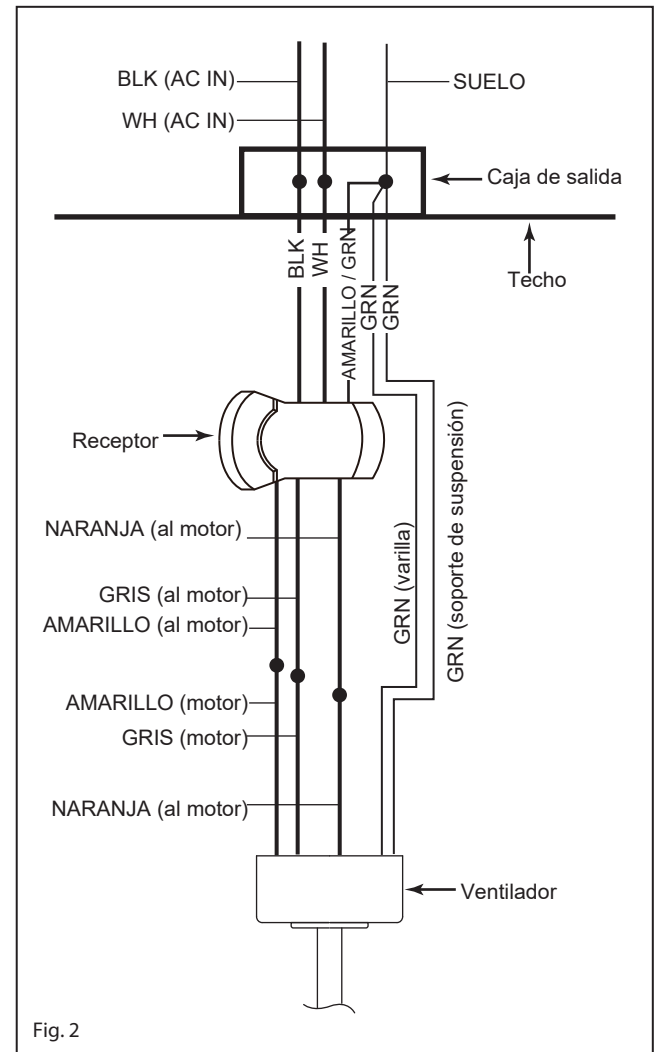 BLK (AC IN)
SUELO
WH (AC IN)
Caja de salida
BLK
WH
AMARILLO / GRN
GRN
GRN
Techo
Receptor
NARANJA (al motor)
GRN (varilla)
GRN (soporte de suspensión)
GRIS (al motor)
AMARILLO (al motor)
AMARILLO (motor)
GRIS (motor)
NARANJA (al motor)
Ventilador
Fig. 2